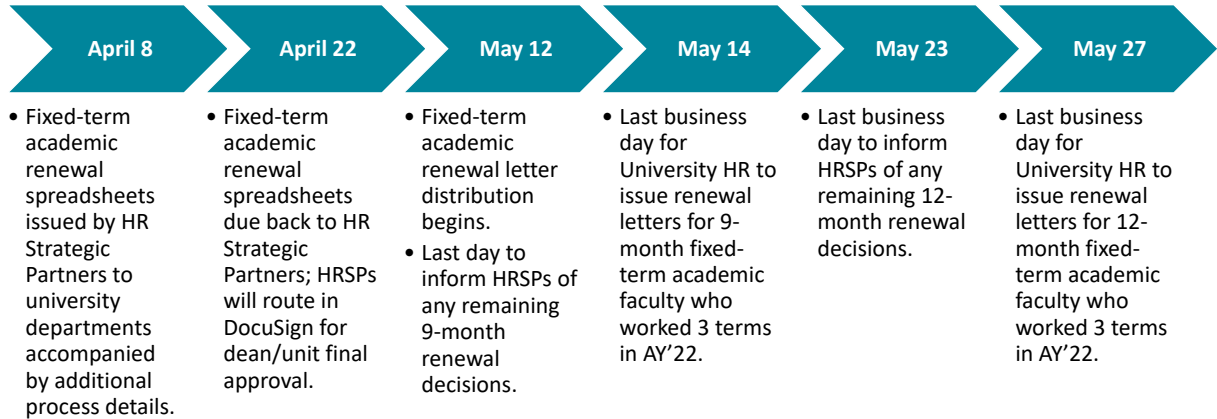 April 8
• Fixed-term
academic
renewal
spreadsheets
issued by HR
Strategic
Partners to
university
departments
accompanied
by additional
process details.
April 22
• Fixed-term
academic
renewal
spreadsheets
due back to HR
Strategic
Partners; HRSPs
will route in
DocuSign for
dean/unit final
approval.
May 12
• Fixed-term
academic
renewal letter
distribution
begins.
• Last day to
inform HRSPs of
any remaining
9-month
renewal
decisions.
May 14
• Last business
day for
University HR to
issue renewal
letters for 9-
month fixed-
term academic
faculty who
worked 3 terms
in AY’22.
May 23
• Last business
day to inform
HRSPs of any
remaining 12-
month renewal
decisions.
May 27
• Last business
day for
University HR to
issue renewal
letters for 12-
month fixed-
term academic
faculty who
worked 3 terms
in AY’22.